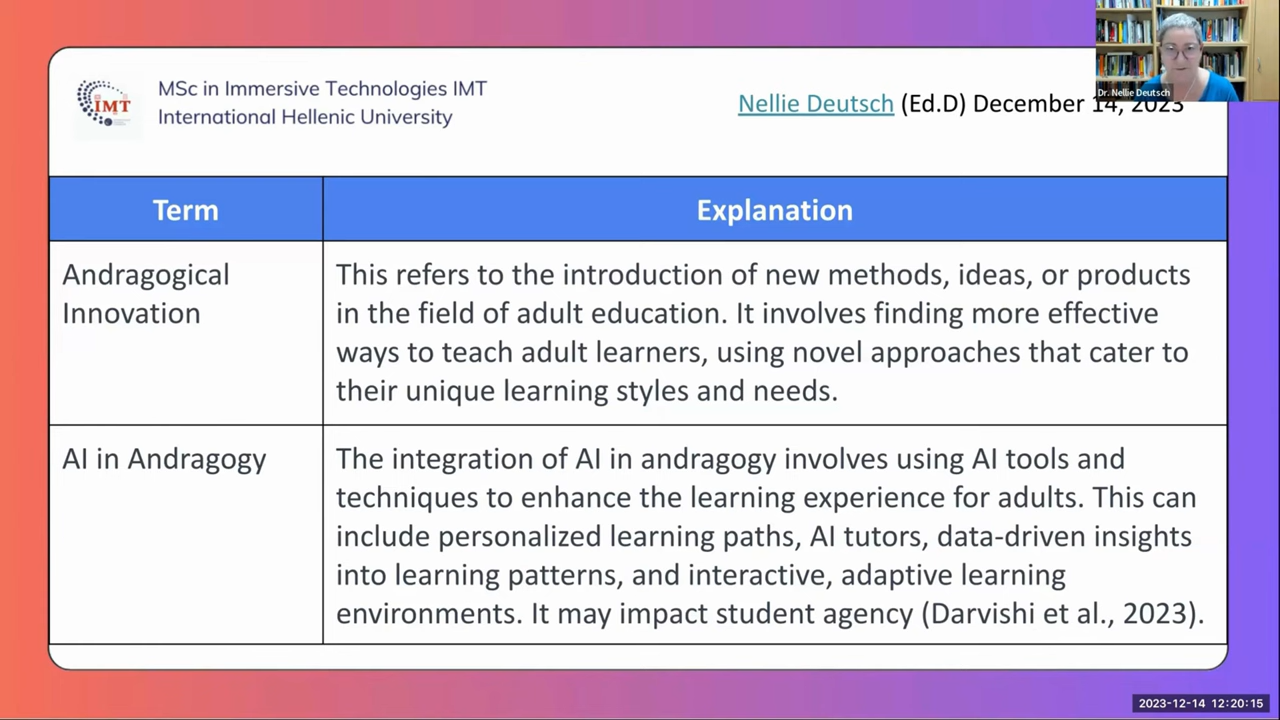 Dr. Nellie Deutsch
IMT
MSc in Immersive Technologies IMT
International Hellenic University
Nellie Deutsch (Ed.D) December 14, 2023
Term
Explanation
Andragogical
Innovation
This refers to the introduction of new methods, ideas, or products
in the field of adult education. It involves finding more effective
ways to teach adult learners, using novel approaches that cater to
their unique learning styles and needs.
AI in Andragogy
The integration of AI in andragogy involves using AI tools and
techniques to enhance the learning experience for adults. This can
include personalized learning paths, AI tutors, data-driven insights
into learning patterns, and interactive, adaptive learning
environments. It may impact student agency (Darvishi et al., 2023).
2023-12-14 12:20:15